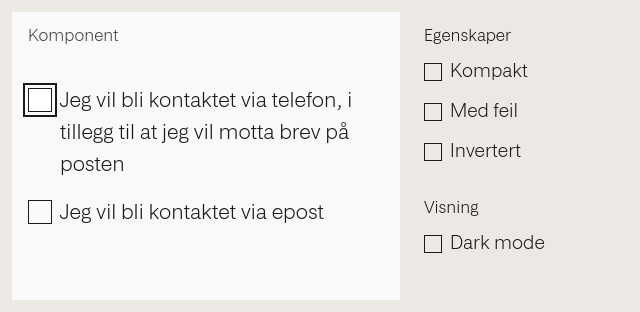 Komponent
Jeg vil bli kontaktet via telefon, i
tillegg til at jeg vil motta brev på
posten
Jeg vil bli kontaktet via epost
Egenskaper
Kompakt
Med feil
Invertert
Visning
Dark mode